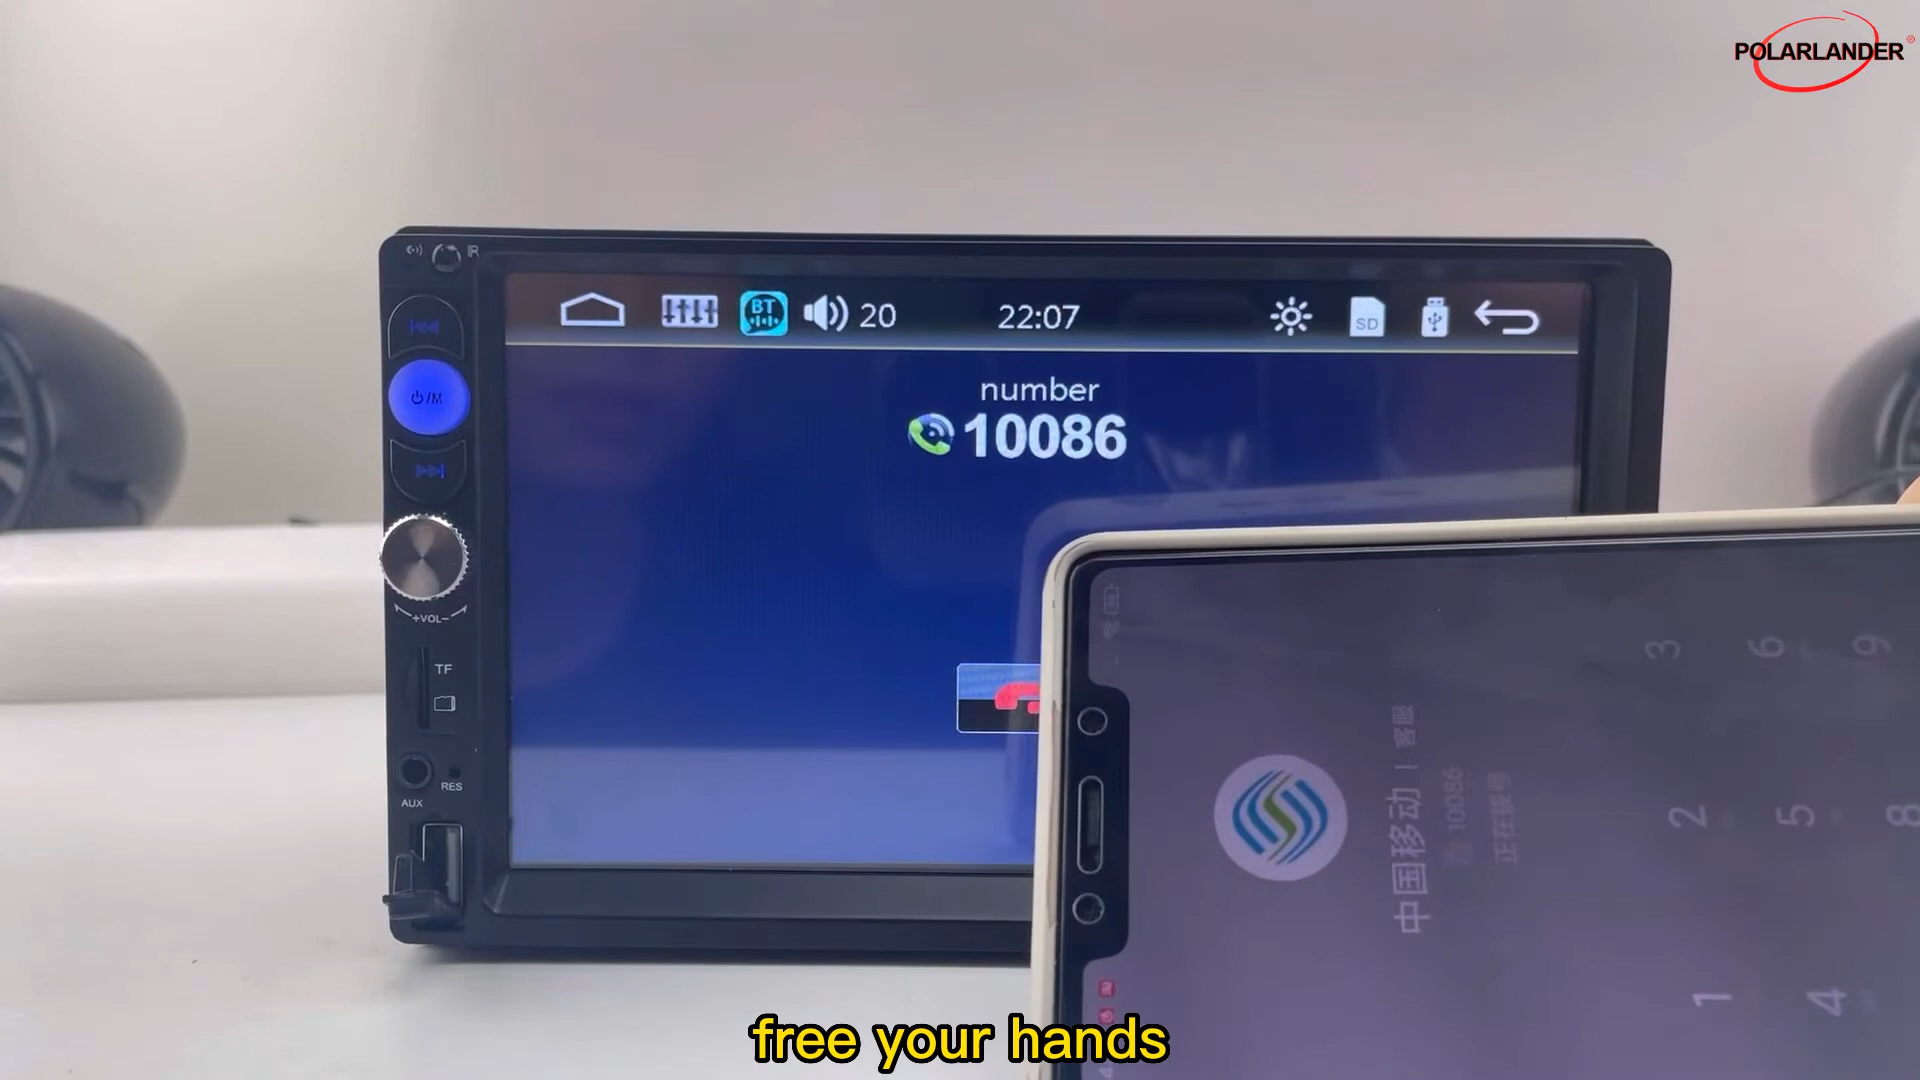 POLARLANDER®
IR
BT
20
22:07
SD
number
10086
/M
+VOL-
TF
RES
AUX
中国移动 | 客服
10086
正在拨号
3
6
9
2
5
8
1
4
free your hands